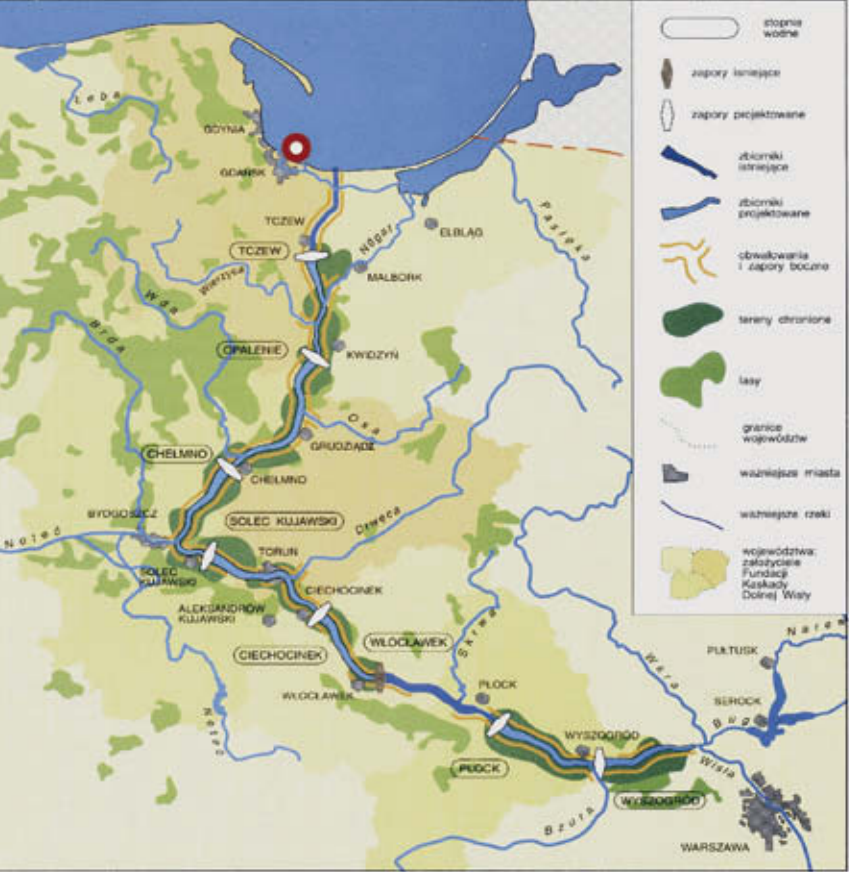 stopnie
wodne
zapory isniejące
zapory projektowane
zbiorniki
istniejące
zbiorniki
projektowane
obwałowania
i zapory boczne
tereny chronione
lasy
granice
województw
ważniejsze miasta
ważniejsze rzeki
województwa:
założyciele
Fundacji
Kaskady
Dolnej Wisły
Łeba
GDYNIA
GDAŃSK
TCZEW
TCZEW
Nogat
ELBLĄG
Pasłęka
MALBORK
Wierzyca
Wda
Brda
OPALENIE
KWIDZYŃ
Osa
GRUDZIĄDZ
CHEŁMNO
CHEŁMNO
BYDGOSZCZ
SOLEC KUJAWSKI
Drwęca
Noteć
TORUŃ
SOLEC
KUJAWSKI
CIECHOCINEK
ALEKSANDRÓW
KUJAWSKI
WŁOCŁAWEK
CIECHOCINEK
Skrwa
WŁOCŁAWEK
Noteć
PŁOCK
Wkra
PUŁTUSK
Narew
SEROCK
Bug
WYSZOGRÓD
PŁOCK
Wisła
WYSZOGRÓD
Bzura
WARSZAWA